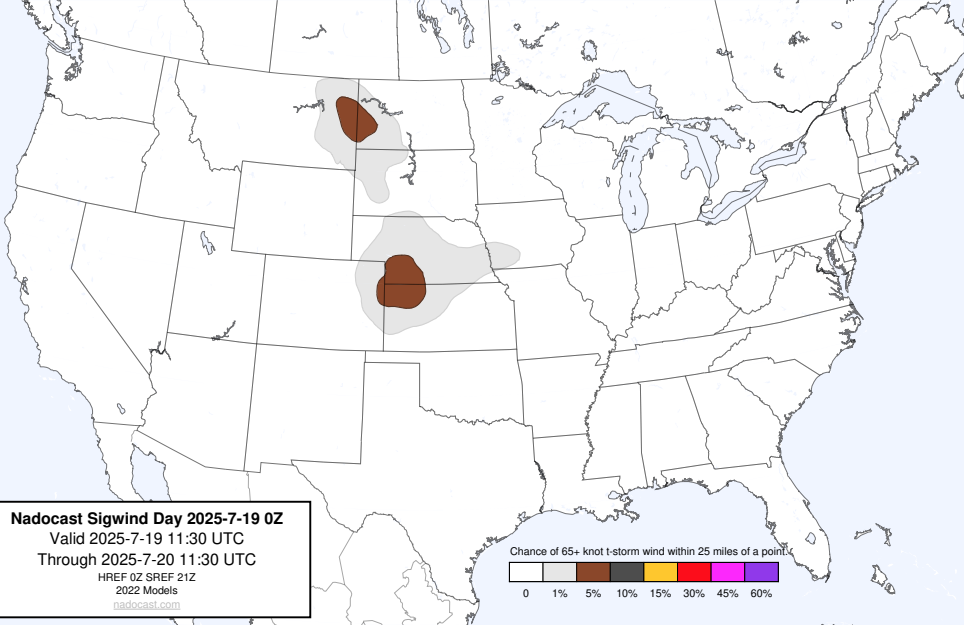 Nadocast Sigwind Day 2025-7-19 0Z
Valid 2025-7-19 11:30 UTC
Through 2025-7-20 11:30 UTC
HREF 0Z SREF 21Z
2022 Models
nadocast.com
Chance of 65+ knot t-storm wind within 25 miles of a point.
0 1% 5% 10% 15% 30% 45% 60%